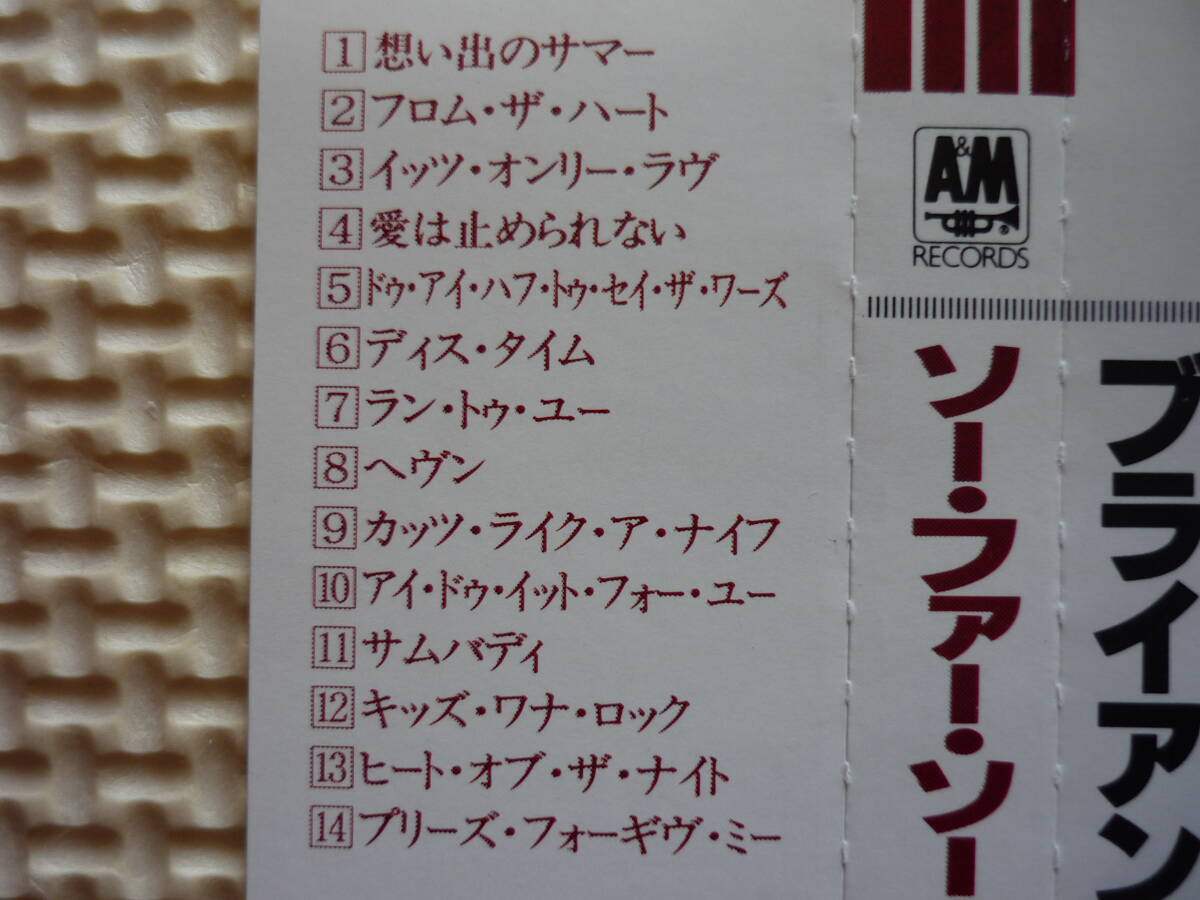 1 想い出のサマー
2 フロム・ザ・ハート
3 イッツ・オンリー・ラヴ
4 愛は止められない
5 ドゥ・アイ・ハフ・トゥ・セイ・ザ・ワーズ
6 ディス・タイム
7 ラン・トゥ・ユー
8 ヘヴン
9 カッツ・ライク・ア・ナイフ
10 アイ・ドゥ・イット・フォー・ユー
11 サムバディ
12 キッズ・ワナ・ロック
13 ヒート・オブ・ザ・ナイト
14 プリーズ・フォーギヴ・ミー
A&M
®
RECORDS
ソー・ファー・ソー
ブライアン